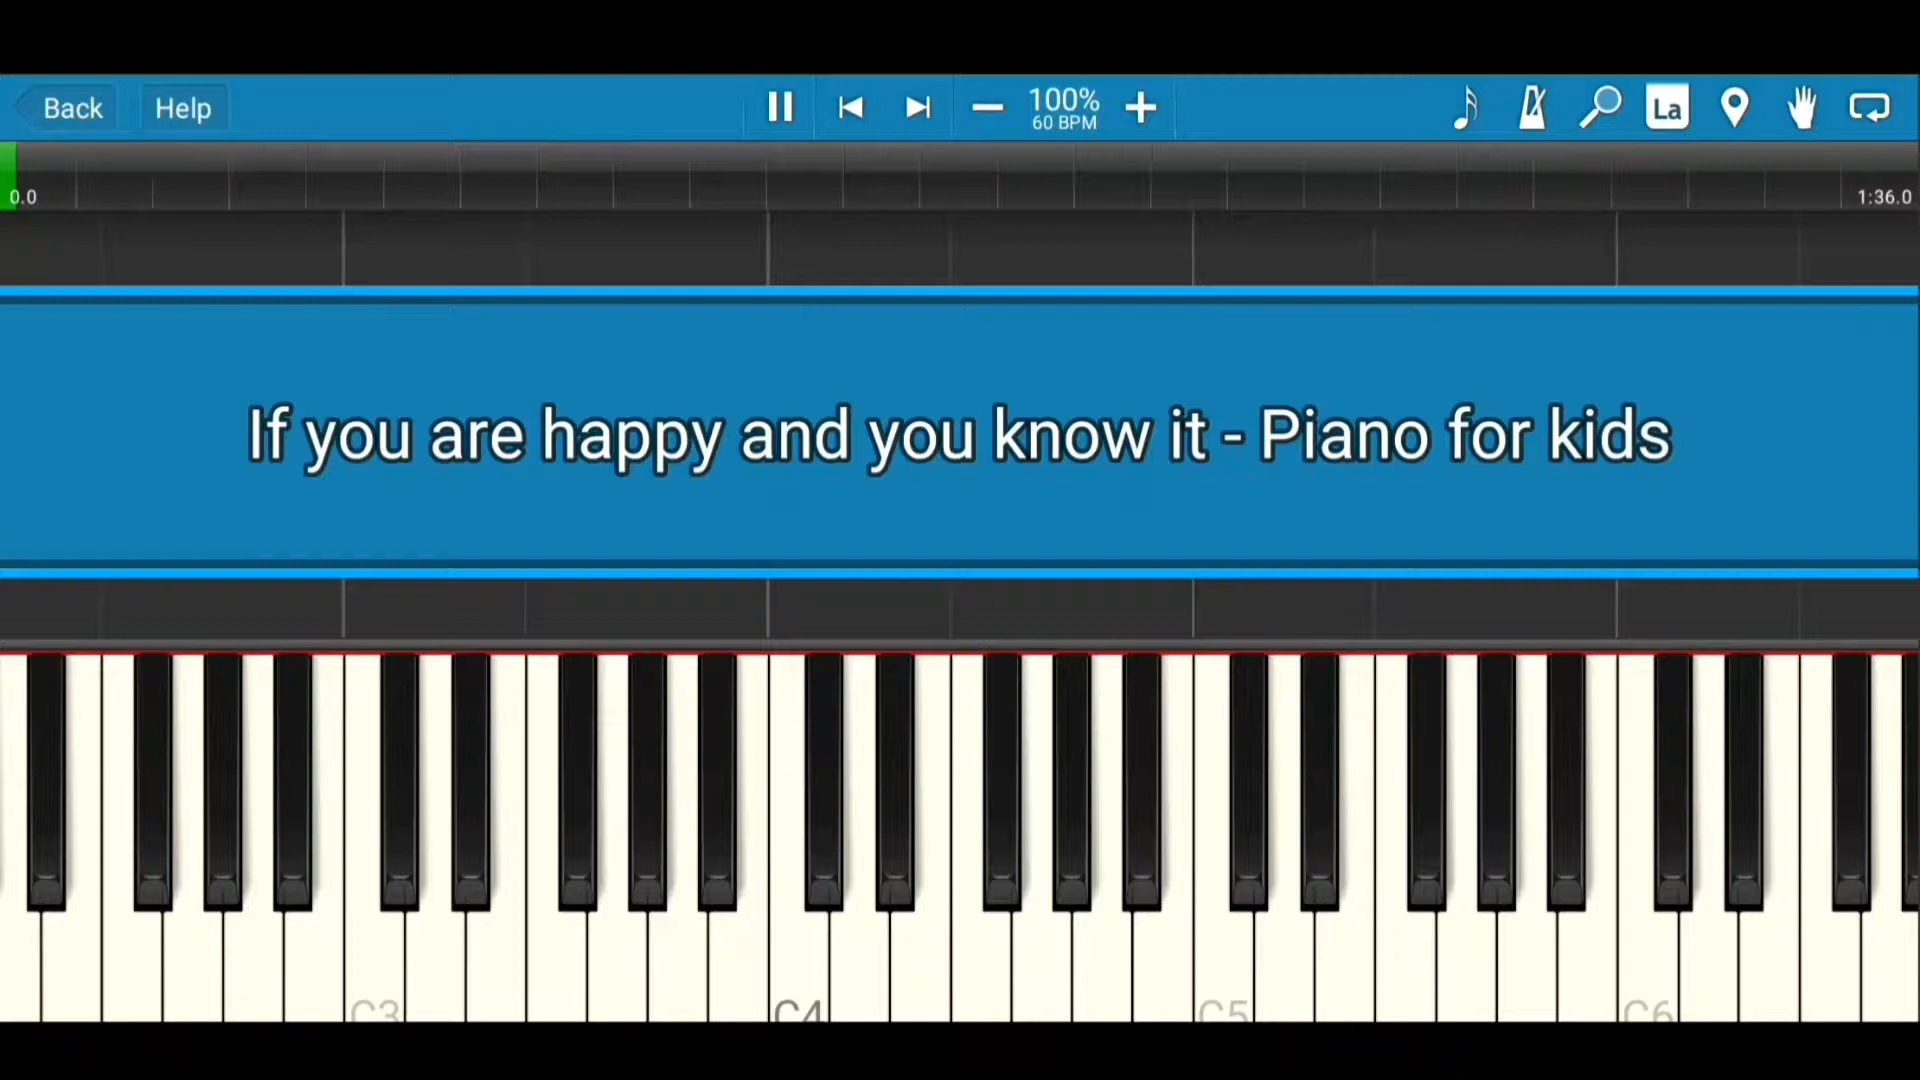 Back Help 100% La
60 BPM
0.0 1:36.0
If you are happy and you know it - Piano for kids
C3 C4 C5 C6